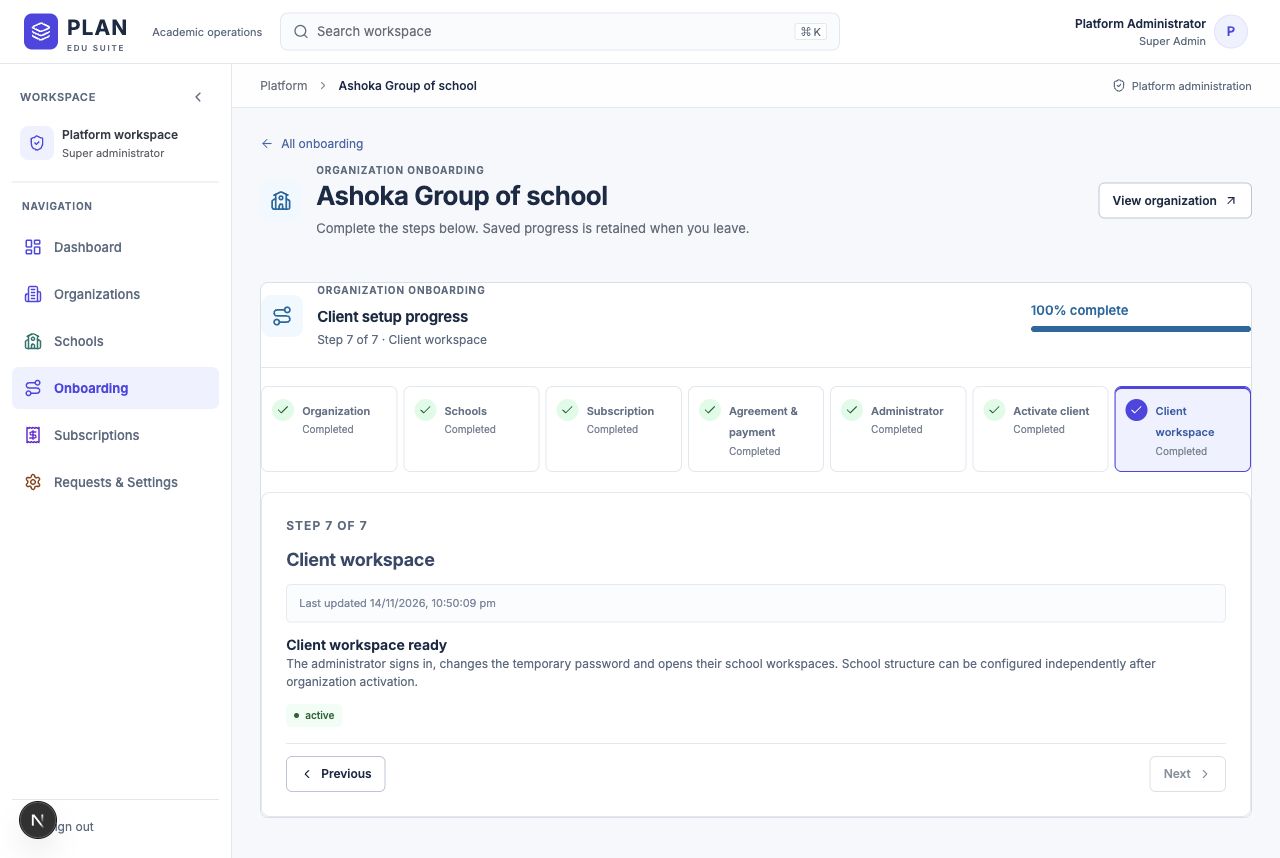 PLAN
EDU SUITE
Academic operations
Search workspace
⌘ K
Platform Administrator
Super Admin
P
WORKSPACE
Platform workspace
Super administrator
NAVIGATION
Dashboard
Organizations
Schools
Onboarding
Subscriptions
Requests & Settings
N
ign out
Platform
Ashoka Group of school
Platform administration
All onboarding
ORGANIZATION ONBOARDING
Ashoka Group of school
Complete the steps below. Saved progress is retained when you leave.
View organization
ORGANIZATION ONBOARDING
Client setup progress
Step 7 of 7 · Client workspace
100% complete
Organization
Completed
Schools
Completed
Subscription
Completed
Agreement &
payment
Completed
Administrator
Completed
Activate client
Completed
Client
workspace
Completed
STEP 7 OF 7
Client workspace
Last updated 14/11/2026, 10:50:09 pm
Client workspace ready
The administrator signs in, changes the temporary password and opens their school workspaces. School structure can be configured independently after
organization activation.
active
Previous
Next